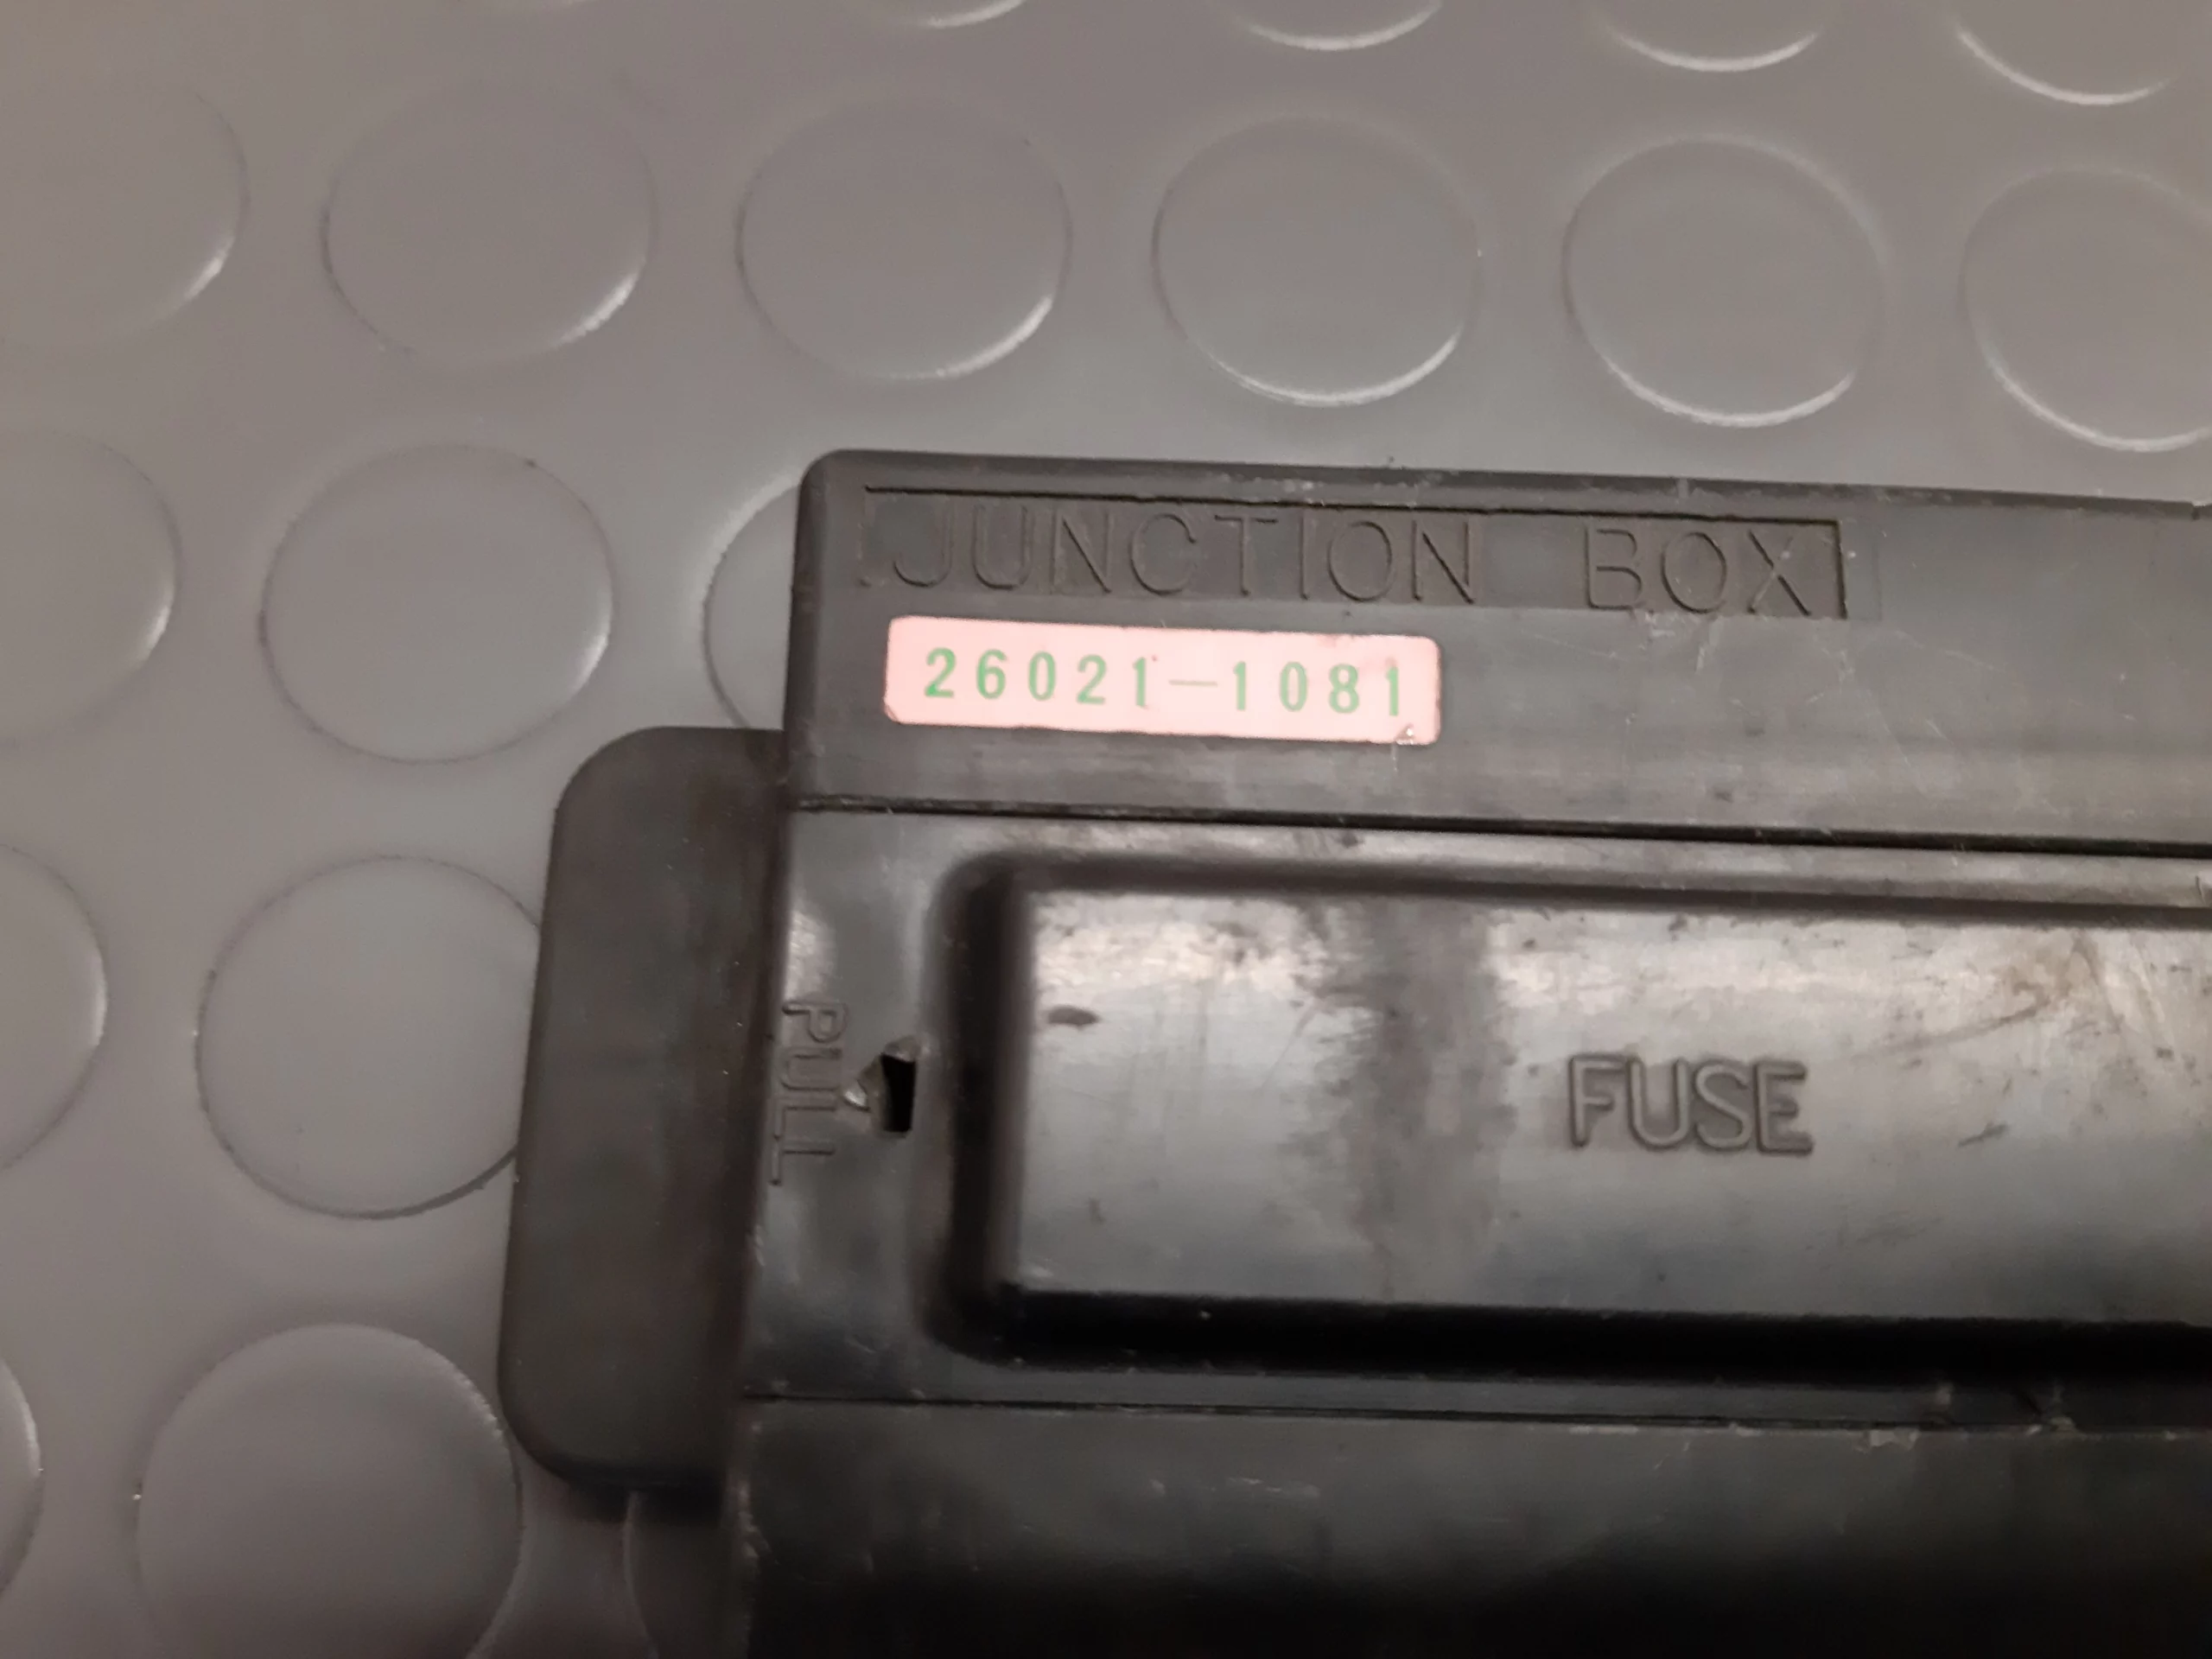 JUNCTION BOX
26021-1081
PULL
FUSE